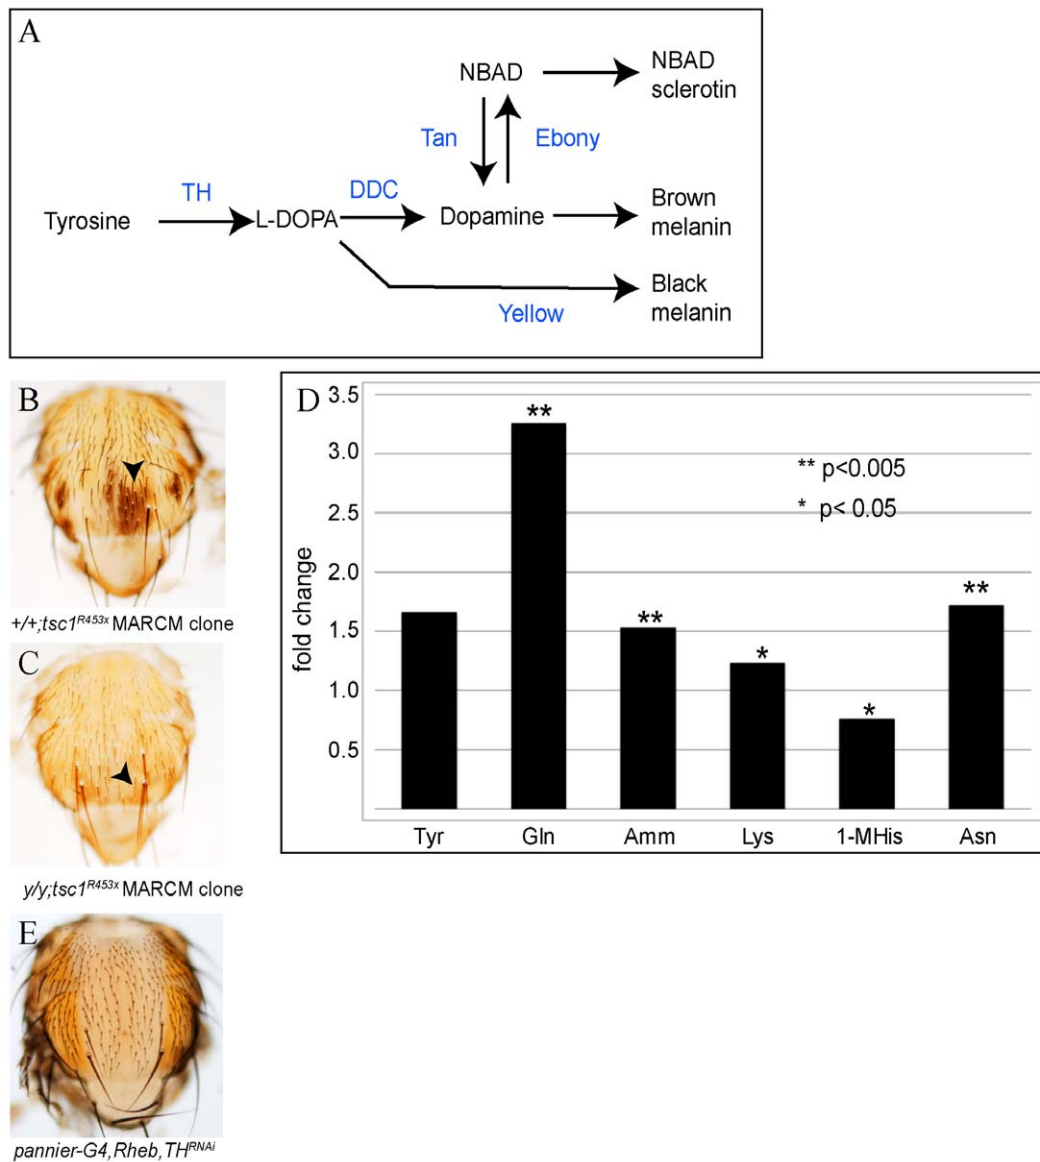 A
NBAD
NBAD
sclerotin
Tan
Ebony
TH
DDC
Tyrosine
L-DOPA
Dopamine
Brown
melanin
Black
melanin
Yellow
B
+/+;tsc1R453x MARCM clone
C
y/y;tsc1R453x MARCM clone
E
pannier-G4,Rheb,THRNAi
D
fold change
3.5
3.0
2.5
2.0
1.5
1.0
0.5
**
**
*
*
**
** p<0.005
* p< 0.05
Tyr Gln Amm Lys 1-MHis Asn